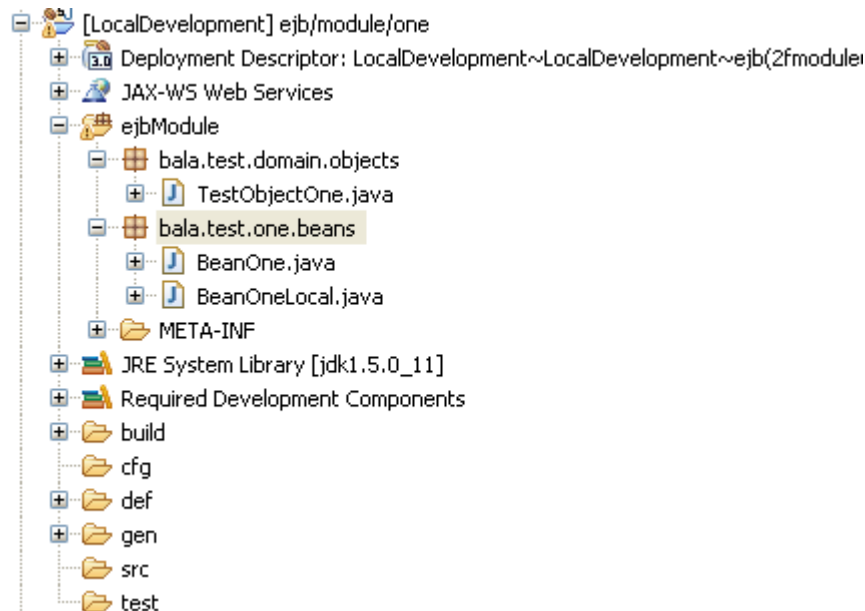 [LocalDevelopment] ejb/module/one
3.0 Deployment Descriptor: LocalDevelopment~LocalDevelopment~ejb(2fmodule
JAX-WS Web Services
ejbModule
bala.test.domain.objects
J TestObjectOne.java
bala.test.one.beans
J BeanOne.java
J BeanOneLocal.java
META-INF
JRE System Library [jdk1.5.0_11]
Required Development Components
build
cfg
def
gen
src
test